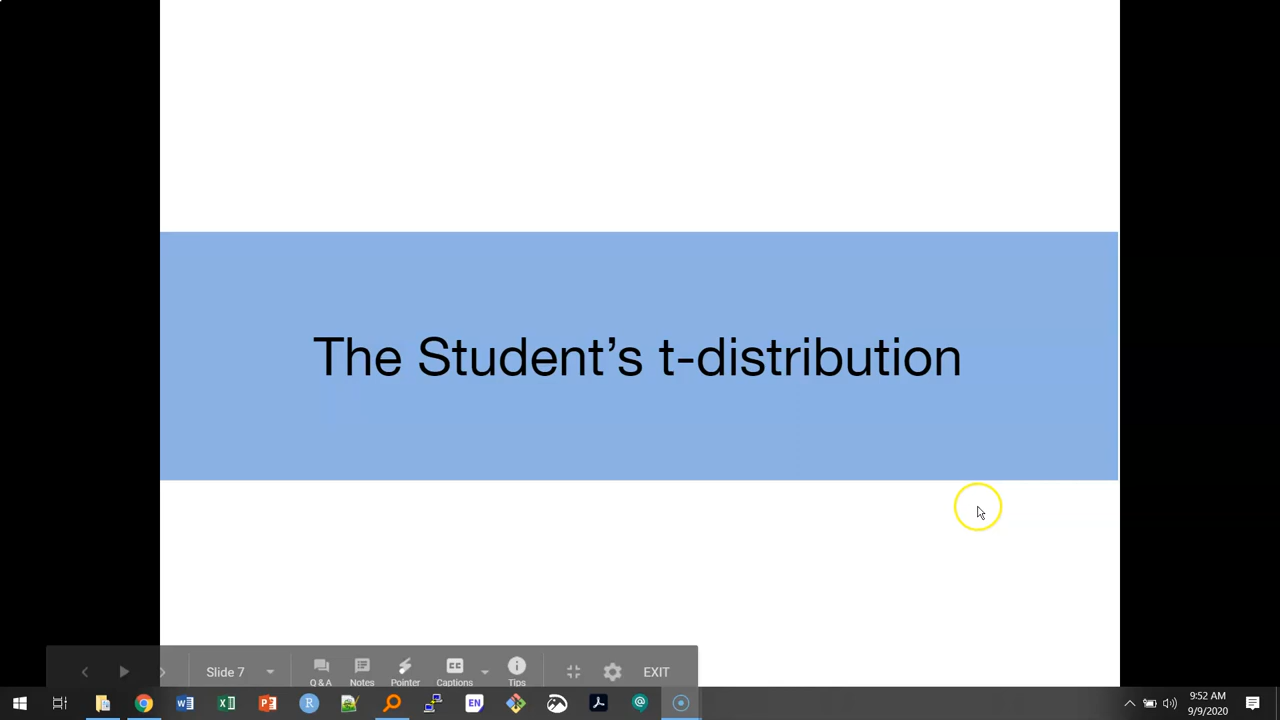 The Student’s t-distribution
Slide 7
Q & A
Notes
Pointer
Captions
Tips
EXIT
EN
9:52 AM
9/9/2020